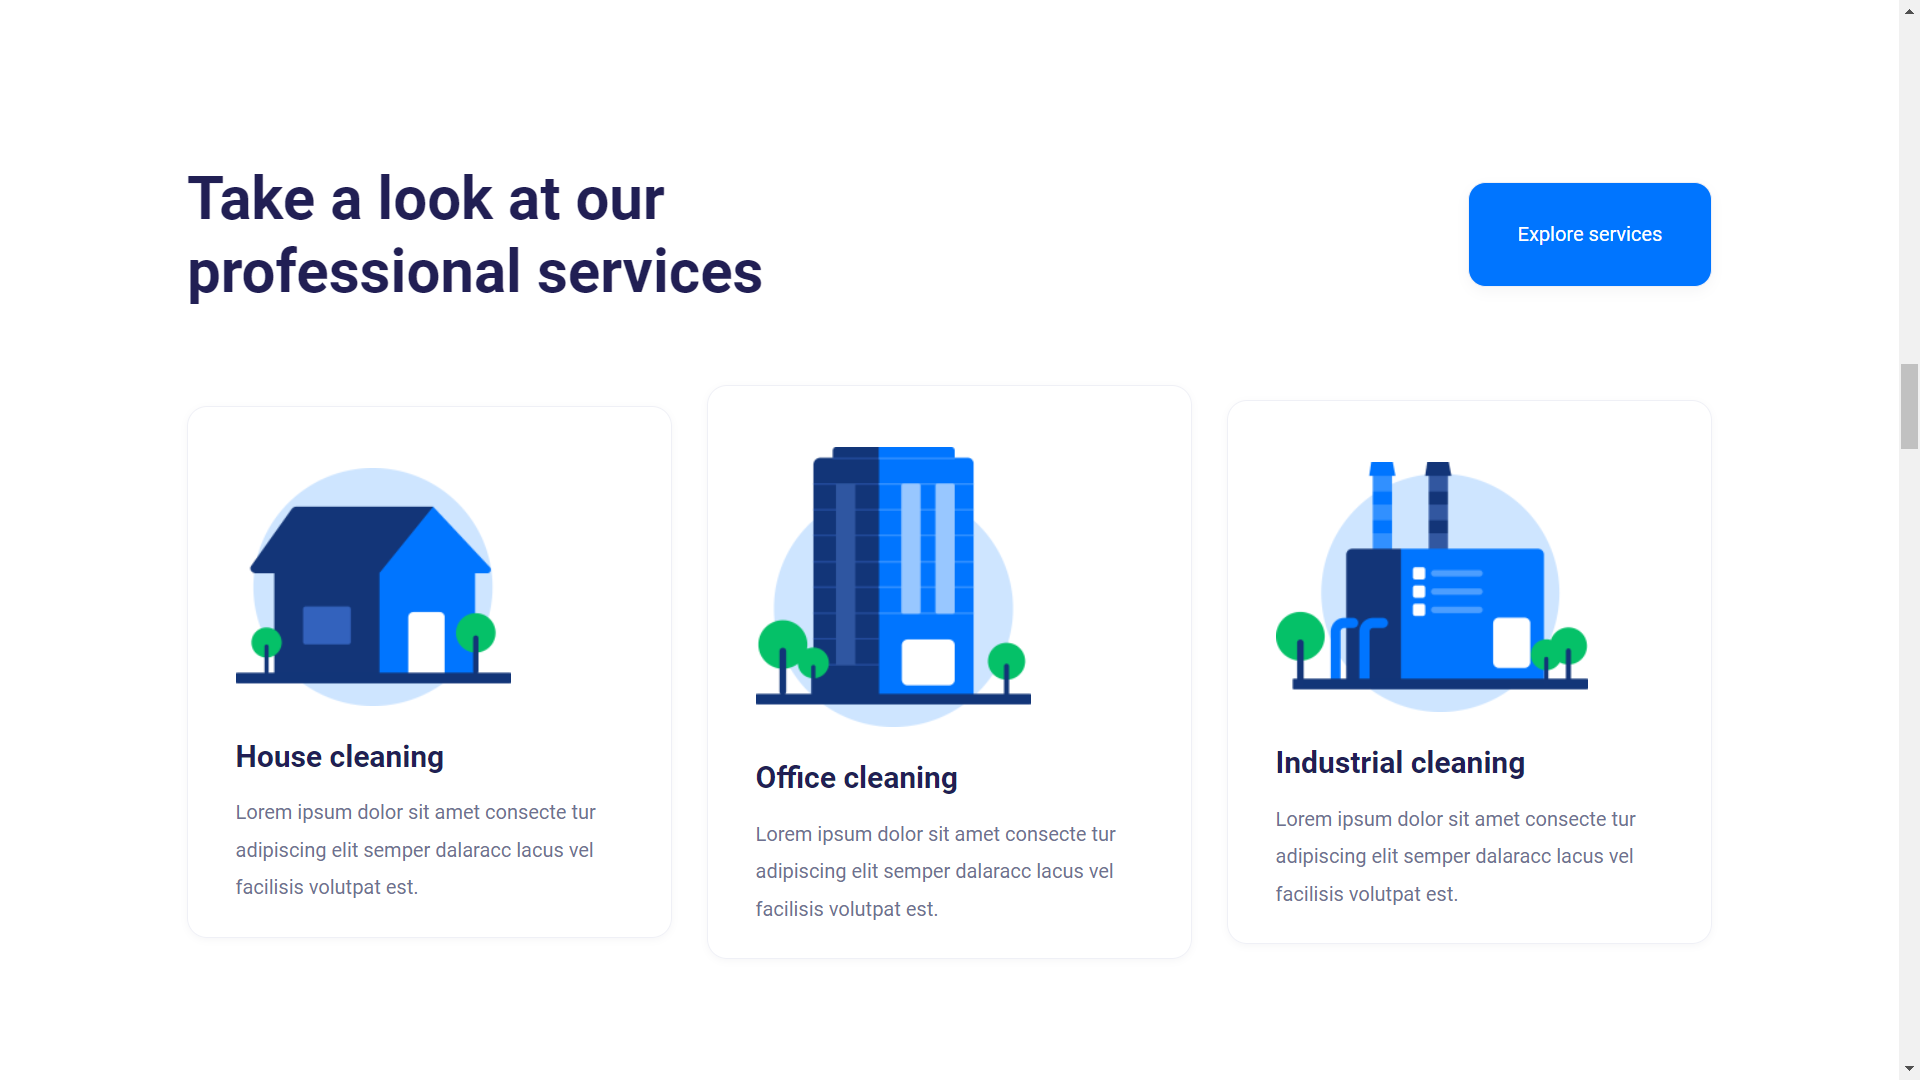 Take a look at our
professional services
Explore services
House cleaning
Lorem ipsum dolor sit amet consecte tur
adipiscing elit semper dalaracc lacus vel
facilisis volutpat est.
Office cleaning
Lorem ipsum dolor sit amet consecte tur
adipiscing elit semper dalaracc lacus vel
facilisis volutpat est.
Industrial cleaning
Lorem ipsum dolor sit amet consecte tur
adipiscing elit semper dalaracc lacus vel
facilisis volutpat est.